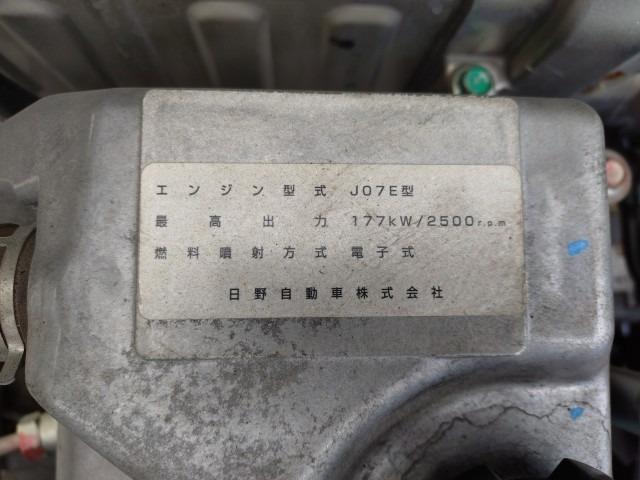 エンジン型式 J07E型
最高出力 177kW/2500r.p.m
燃料噴射方式 電子式
日野自動車株式会社